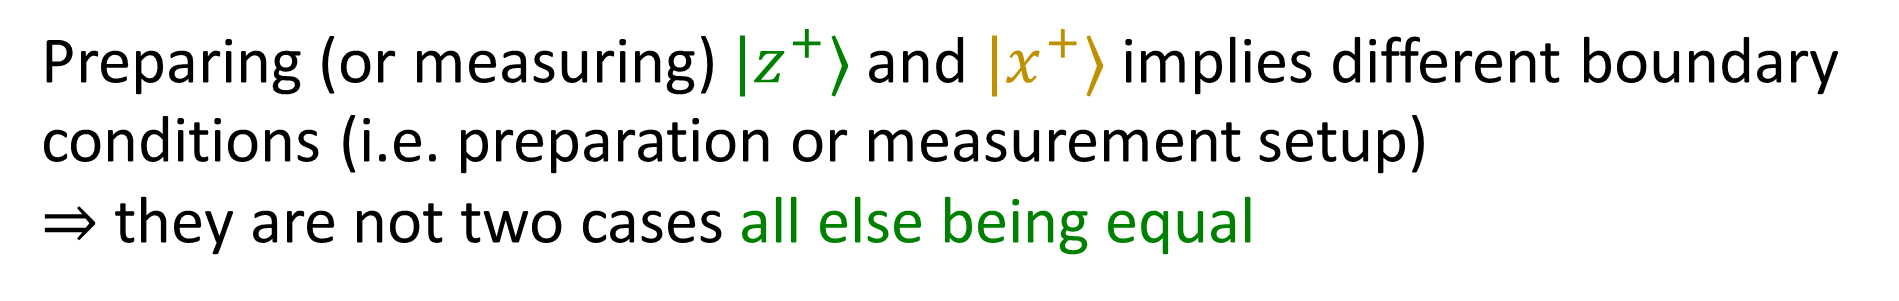 Preparing (or measuring) |z⁺⟩ and |x⁺⟩ implies different boundary
conditions (i.e. preparation or measurement setup)
⇒ they are not two cases all else being equal